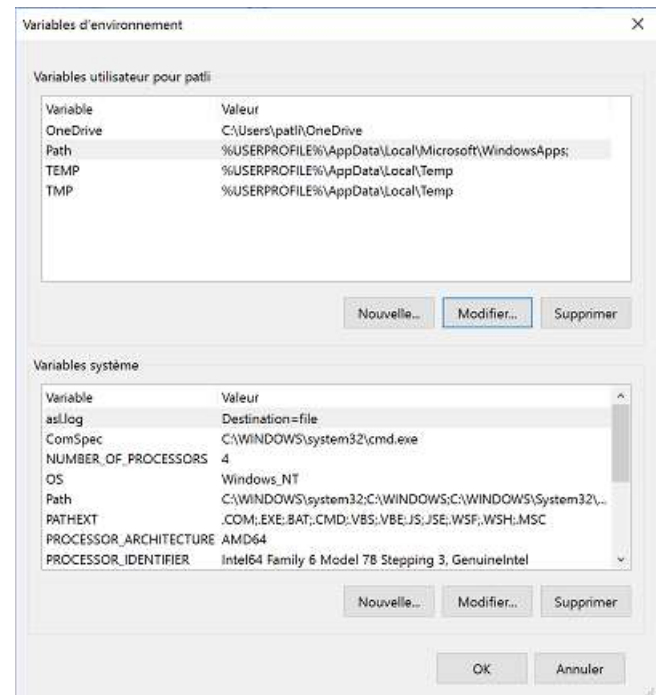 Variables d'environnement
Variables utilisateur pour patli
Variable Valeur
OneDrive C:\Users\patli\OneDrive
Path %USERPROFILE%\AppData\Local\Microsoft\WindowsApps;
TEMP %USERPROFILE%\AppData\Local\Temp
TMP %USERPROFILE%\AppData\Local\Temp
Nouvelle... Modifier... Supprimer
Variables système
Variable Valeur
asl.log Destination=file
ComSpec C:\WINDOWS\system32\cmd.exe
NUMBER_OF_PROCESSORS 4
OS Windows_NT
Path C:\WINDOWS\system32;C:\WINDOWS;C:\WINDOWS\System32\...
PATHEXT .COM;.EXE;.BAT;.CMD;.VBS;.VBE;.JS;.JSE;.WSF;.WSH;.MSC
PROCESSOR_ARCHITECTURE AMD64
PROCESSOR_IDENTIFIER Intel64 Family 6 Model 78 Stepping 3, GenuineIntel
Nouvelle... Modifier... Supprimer
OK Annuler